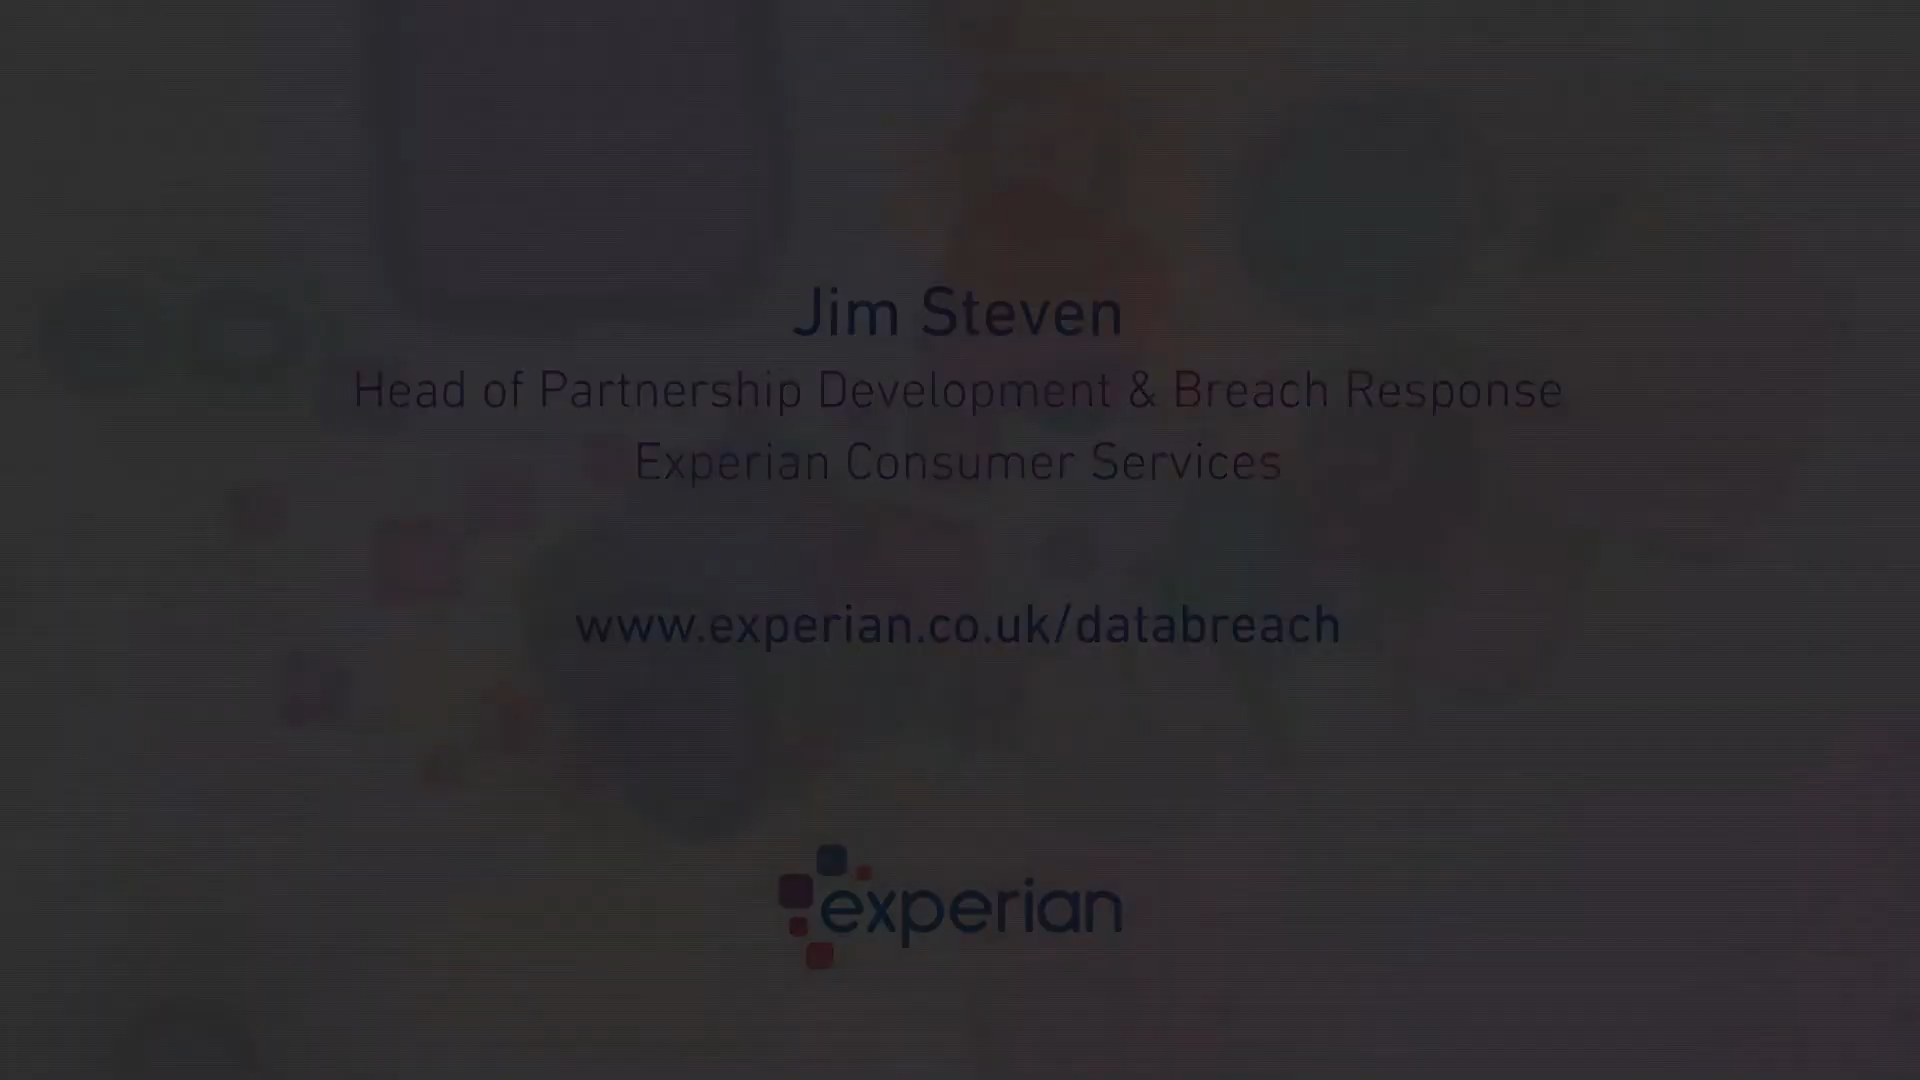 Jim Steven
Head of Partnership Development & Breach Response
Experian Consumer Services
www.experian.co.uk/databreach
experian